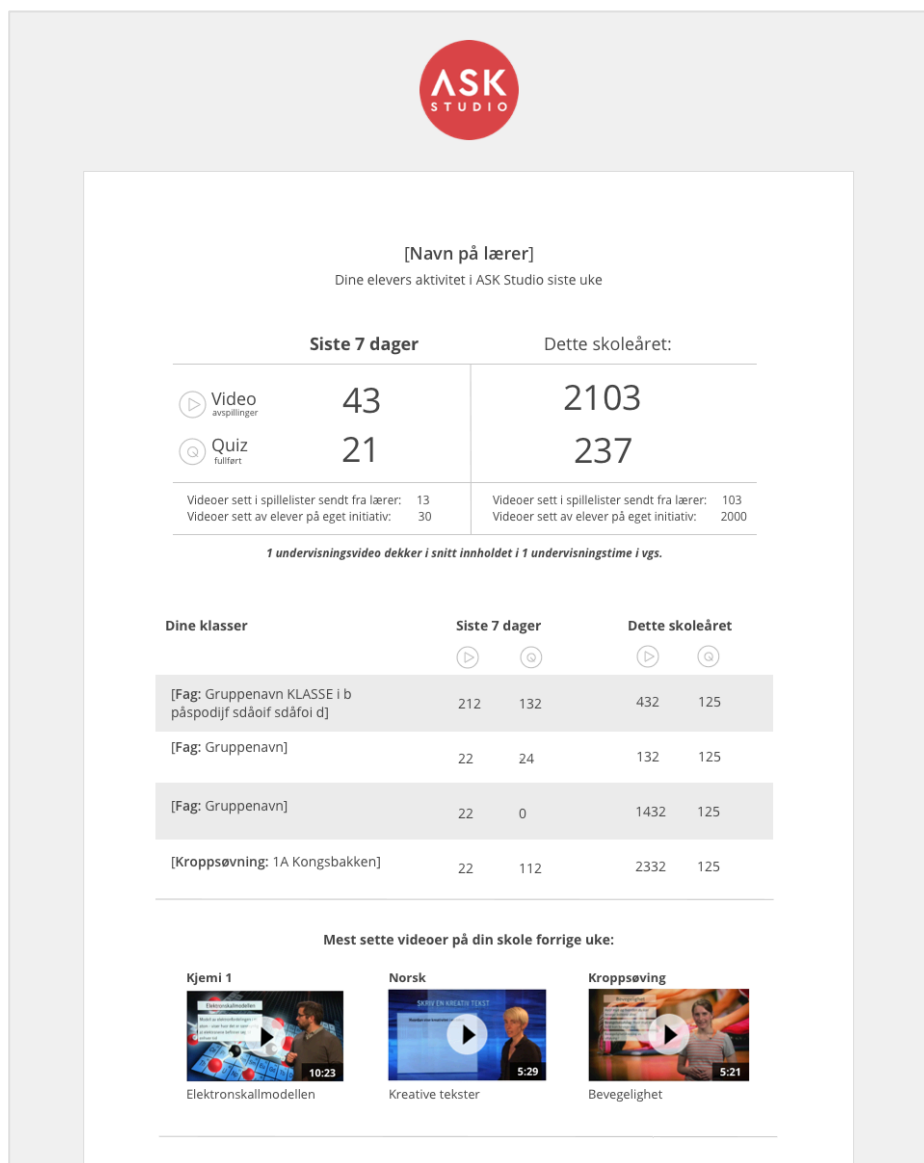 ASK
STUDIO
[Navn på lærer]
Dine elevers aktivitet i ASK Studio siste uke
Siste 7 dager Dette skoleåret:
Video 43 2103
avspillinger
Quiz 21 237
fullført
Videoer sett i spillelister sendt fra lærer: 13 Videoer sett i spillelister sendt fra lærer: 103
Videoer sett av elever på eget initiativ: 30 Videoer sett av elever på eget initiativ: 2000
1 undervisningsvideo dekker i snitt innholdet i 1 undervisningstime i vgs.
Dine klasser Siste 7 dager Dette skoleåret
[Fag: Gruppenavn KLASSE i b
påspodijf sdåoif sdåfoi d] 212 132 432 125
[Fag: Gruppenavn] 22 24 132 125
[Fag: Gruppenavn] 22 0 1432 125
[Kroppsøvning: 1A Kongsbakken] 22 112 2332 125
Mest sette videoer på din skole forrige uke:
Kjemi 1 Norsk Kroppsøving
Elektronskallmodellen SKRIV EN KREATIV TEKST Bevegelighet
10:23 5:29 5:21
Elektronskallmodellen Kreative tekster Bevegelighet